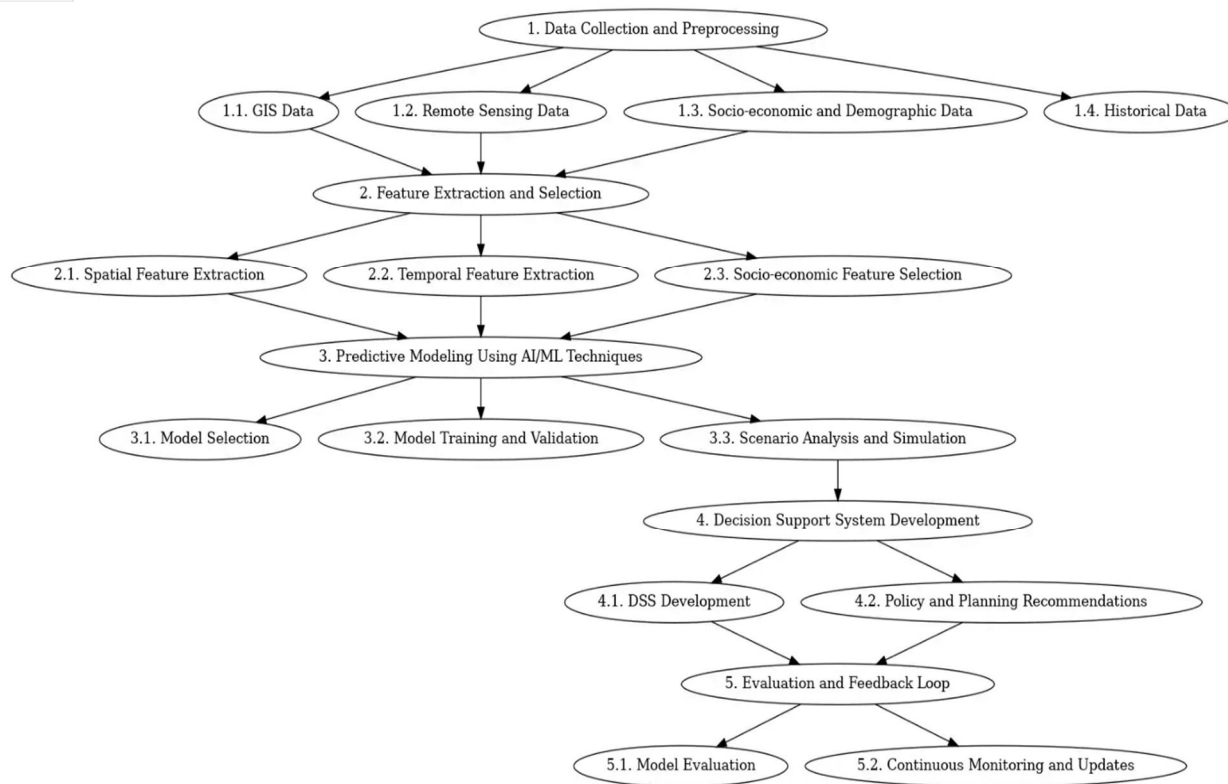 1. Data Collection and Preprocessing
1.1. GIS Data
1.2. Remote Sensing Data
1.3. Socio-economic and Demographic Data
1.4. Historical Data
2. Feature Extraction and Selection
2.1. Spatial Feature Extraction
2.2. Temporal Feature Extraction
2.3. Socio-economic Feature Selection
3. Predictive Modeling Using AI/ML Techniques
3.1. Model Selection
3.2. Model Training and Validation
3.3. Scenario Analysis and Simulation
4. Decision Support System Development
4.1. DSS Development
4.2. Policy and Planning Recommendations
5. Evaluation and Feedback Loop
5.1. Model Evaluation
5.2. Continuous Monitoring and Updates